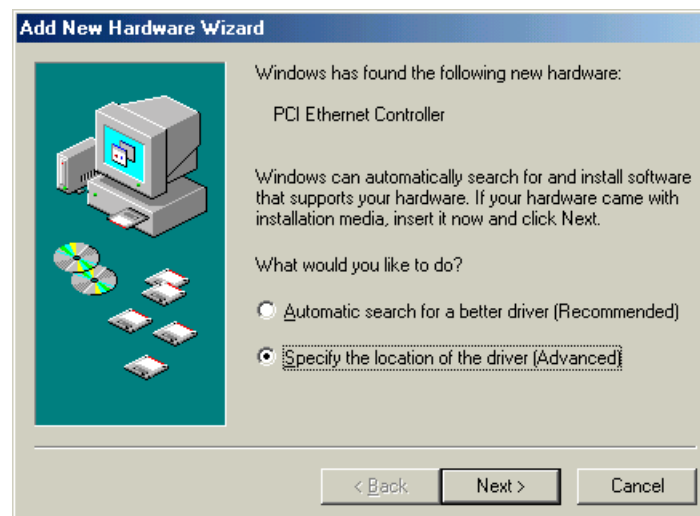 Add New Hardware Wizard
Windows has found the following new hardware:
PCI Ethernet Controller
Windows can automatically search for and install software
that supports your hardware. If your hardware came with
installation media, insert it now and click Next.
What would you like to do?
Automatic search for a better driver (Recommended)
Specify the location of the driver (Advanced)
< Back Next > Cancel